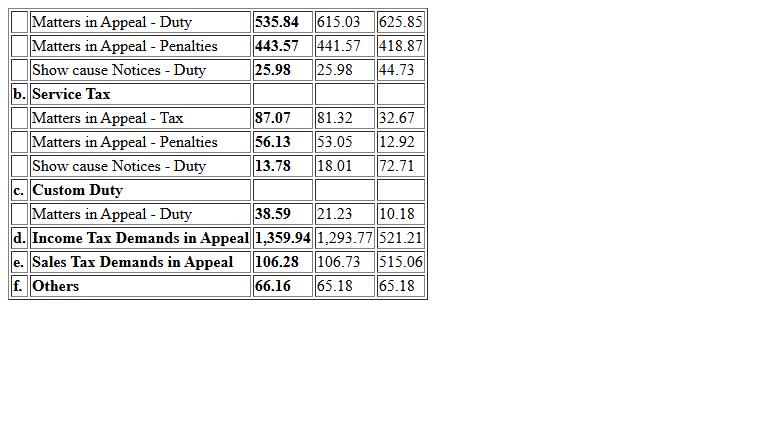 Matters in Appeal - Duty 535.84 615.03 625.85
Matters in Appeal - Penalties 443.57 441.57 418.87
Show cause Notices - Duty 25.98 25.98 44.73
b. Service Tax
Matters in Appeal - Tax 87.07 81.32 32.67
Matters in Appeal - Penalties 56.13 53.05 12.92
Show cause Notices - Duty 13.78 18.01 72.71
c. Custom Duty
Matters in Appeal - Duty 38.59 21.23 10.18
d. Income Tax Demands in Appeal 1,359.94 1,293.77 521.21
e. Sales Tax Demands in Appeal 106.28 106.73 515.06
f. Others 66.16 65.18 65.18